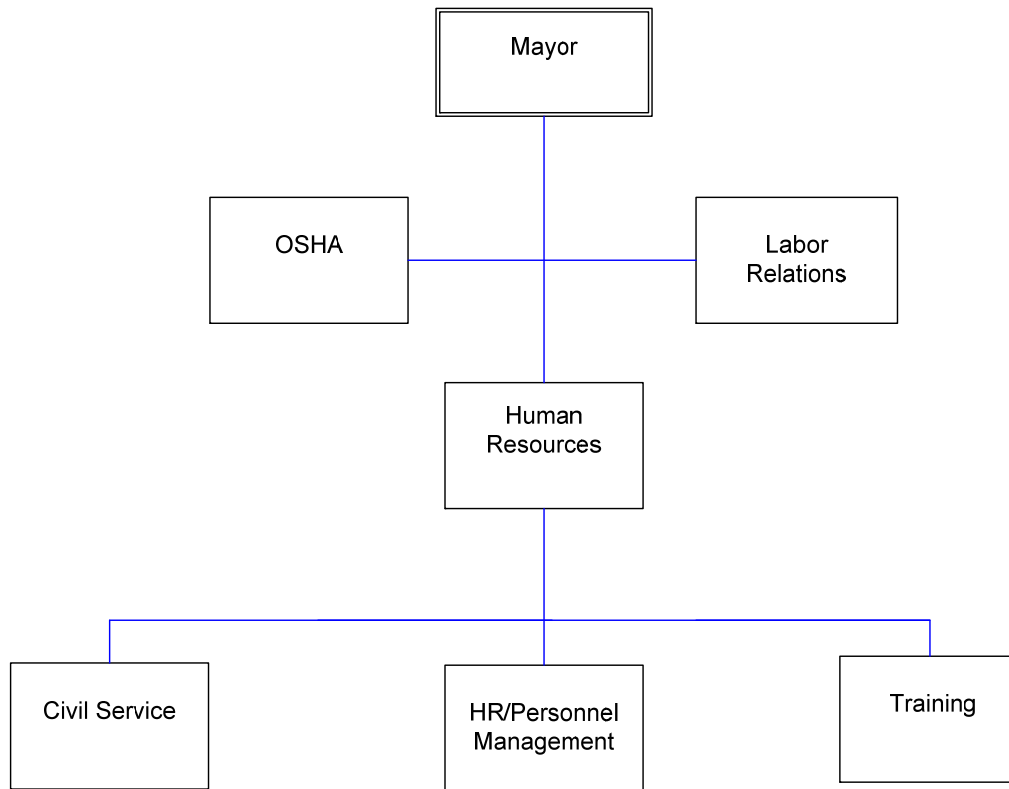 Mayor
OSHA
Labor
Relations
Human
Resources
Civil Service
HR/Personnel
Management
Training